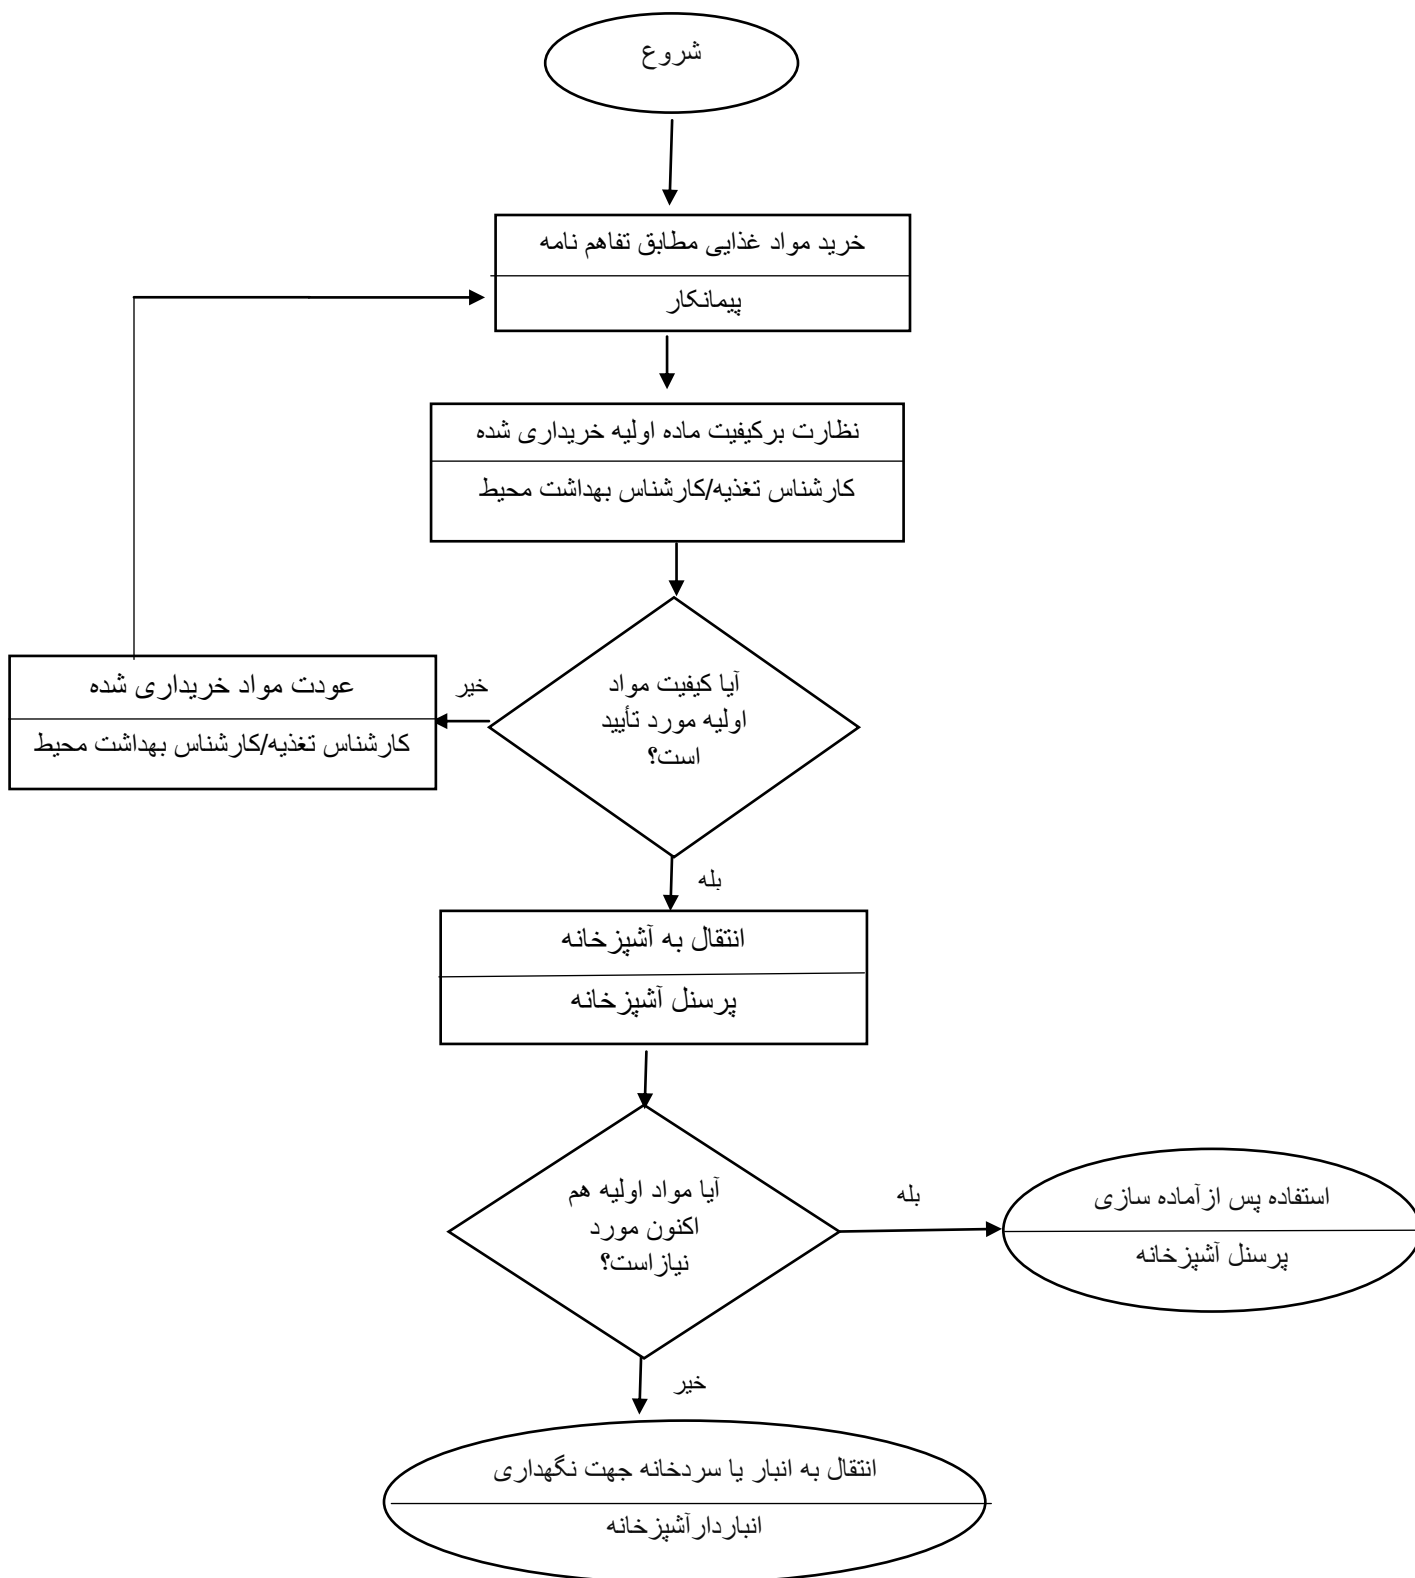 شروع
خرید مواد غذایی مطابق تفاهم نامه
پیمانکار
نظارت برکیفیت ماده اولیه خریداری شده
کارشناس تغذیه/کارشناس بهداشت محیط
آیا کیفیت مواد
اولیه مورد تأیید
است؟
خیر
عودت مواد خریداری شده
کارشناس تغذیه/کارشناس بهداشت محیط
بله
انتقال به آشپزخانه
پرسنل آشپزخانه
آیا مواد اولیه هم
اکنون مورد
نیازاست؟
بله
استفاده پس ازآماده سازی
پرسنل آشپزخانه
خیر
انتقال به انبار یا سردخانه جهت نگهداری
انباردارآشپزخانه